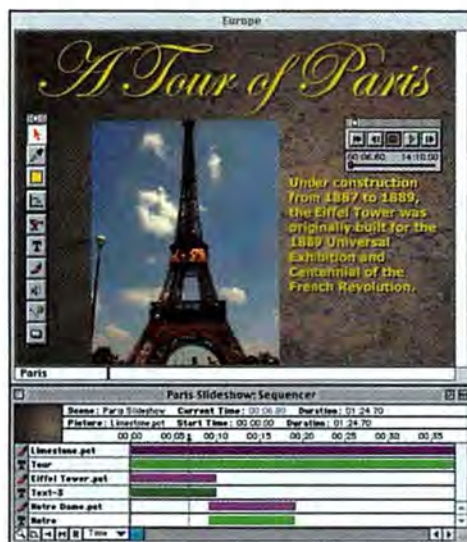 Europe
A Tour of Paris
00:06.80 14:10.00
Under construction
from 1887 to 1889,
the Eiffel Tower was
originally built for the
1889 Universal
Exhibition and
Centennial of the
French Revolution.
T
Paris
Paris Slideshow: Sequencer
Scene: Paris Slideshow Current Time: 00:06.80 Duration: 01:24.70
Picture: Limestone.pct Start Time: 00:00.00 Duration: 01:24.70
00:00 00:05 00:10 00:15 00:20 00:25 00:30 00:35
Limestone.pct
Tour
Eiffel Tower.pct
Text-3
Notre Dame.pct
Notre
Time